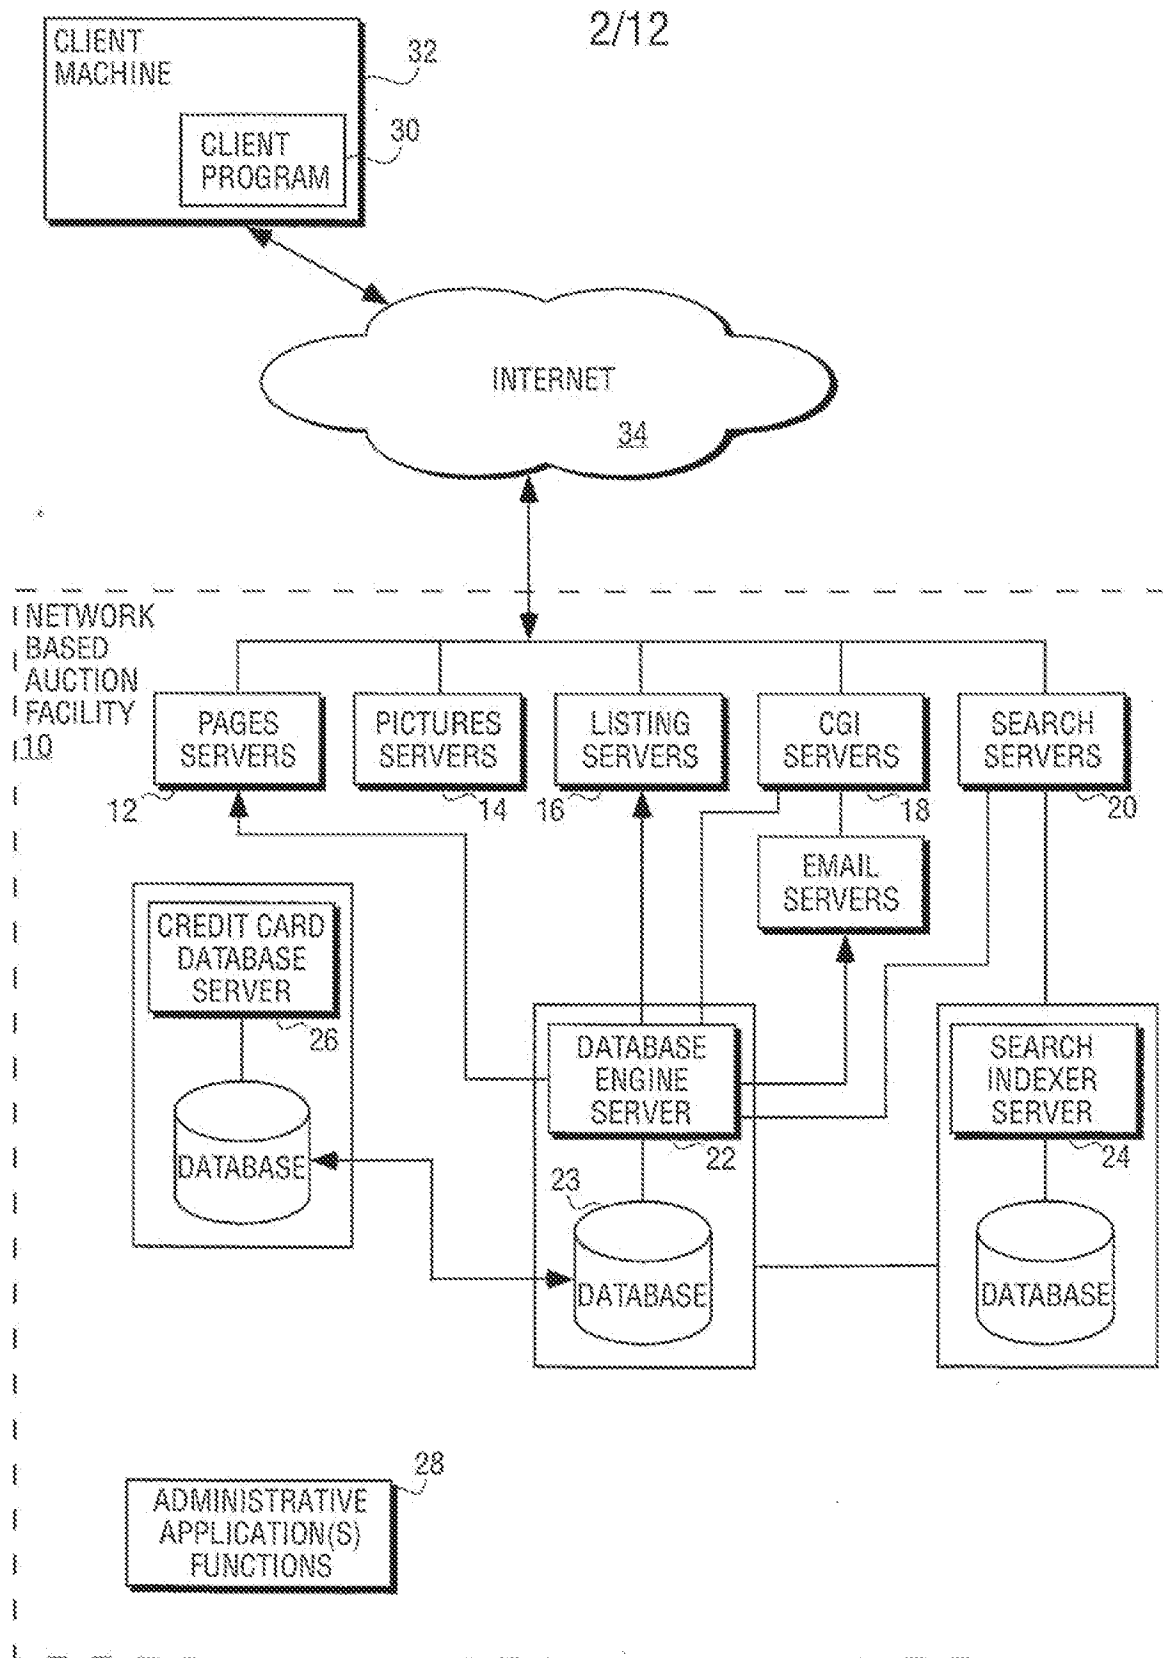 2/12
CLIENT
MACHINE
32
CLIENT
PROGRAM
30
INTERNET
34
NETWORK
BASED
AUCTION
FACILITY
10
PAGES
SERVERS
12
PICTURES
SERVERS
14
LISTING
SERVERS
16
CGI
SERVERS
18
SEARCH
SERVERS
20
EMAIL
SERVERS
CREDIT CARD
DATABASE
SERVER
26
DATABASE
DATABASE
ENGINE
SERVER
22
23
DATABASE
SEARCH
INDEXER
SERVER
24
DATABASE
28
ADMINISTRATIVE
APPLICATION(S)
FUNCTIONS